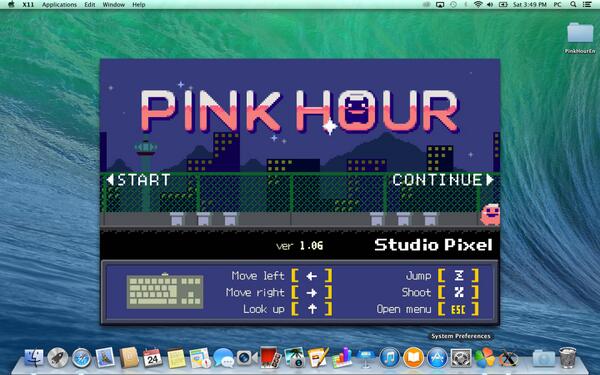 X11 Applications Edit Window Help Sat 3:49 PM PC
PinkHourEn
PINK HOUR
START CONTINUE
ver 1.06
Studio Pixel
Move left [ ← ] Jump [ Z ]
Move right [ → ] Shoot [ X ]
Look up [ ↑ ] Open menu [ ESC ]
System Preferences
24